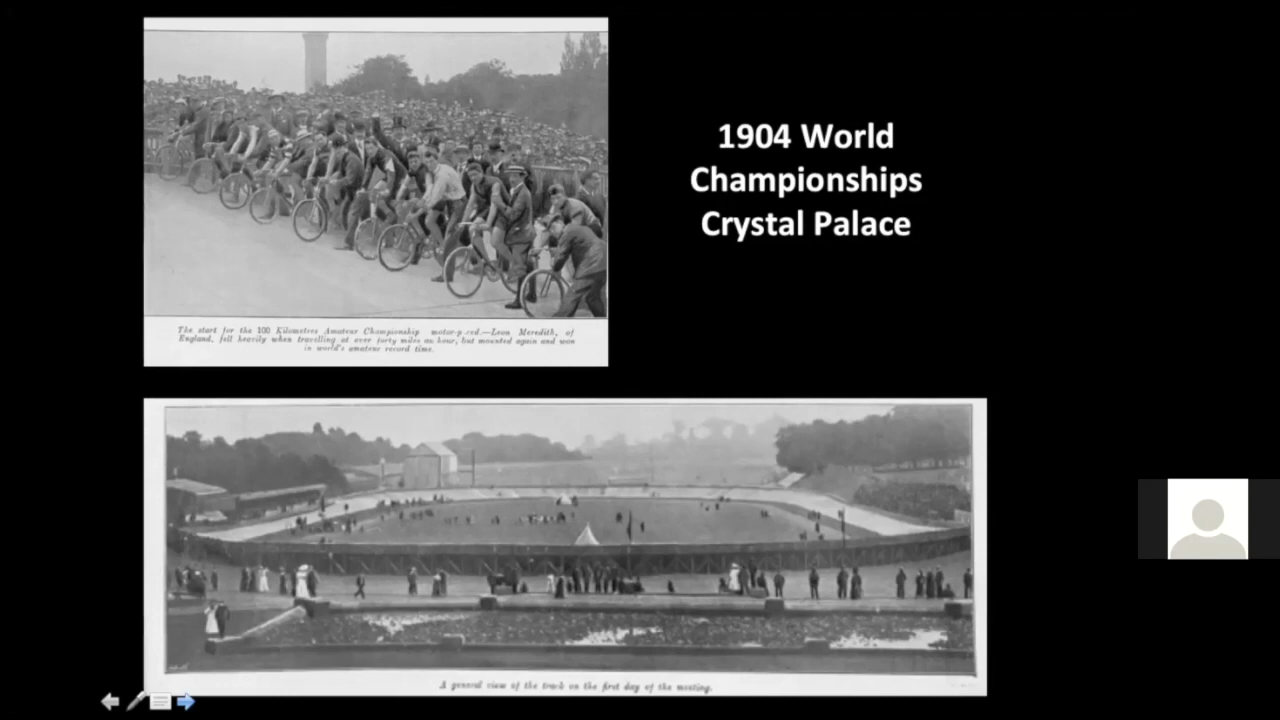 1904 World
Championships
Crystal Palace
The start for the 100 Kilometres Amateur Championship motor-p ced.—Leon Meredith, of
England, fell heavily when travelling at over forty miles an hour, but mounted again and won
in world's amateur record time.
A general view of the track on the first day of the meeting.